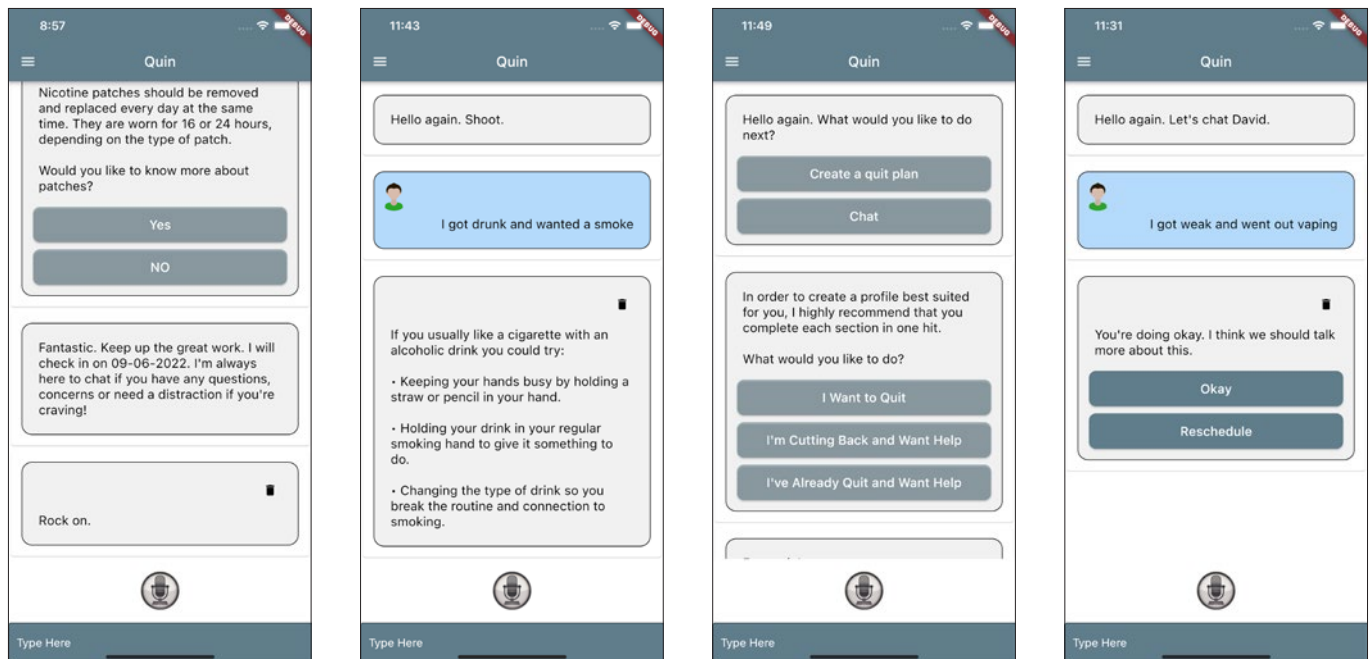 8:57
DEBUG
Quin
Nicotine patches should be removed
and replaced every day at the same
time. They are worn for 16 or 24 hours,
depending on the type of patch.
Would you like to know more about
patches?
Yes
NO
Fantastic. Keep up the great work. I will
check in on 09-06-2022. I'm always
here to chat if you have any questions,
concerns or need a distraction if you're
craving!
Rock on.
Type Here
11:43
DEBUG
Quin
Hello again. Shoot.
I got drunk and wanted a smoke
If you usually like a cigarette with an
alcoholic drink you could try:
• Keeping your hands busy by holding a
straw or pencil in your hand.
• Holding your drink in your regular
smoking hand to give it something to
do.
• Changing the type of drink so you
break the routine and connection to
smoking.
Type Here
11:49
DEBUG
Quin
Hello again. What would you like to do
next?
Create a quit plan
Chat
In order to create a profile best suited
for you, I highly recommend that you
complete each section in one hit.
What would you like to do?
I Want to Quit
I'm Cutting Back and Want Help
I've Already Quit and Want Help
Type Here
11:31
DEBUG
Quin
Hello again. Let's chat David.
I got weak and went out vaping
You're doing okay. I think we should talk
more about this.
Okay
Reschedule
Type Here